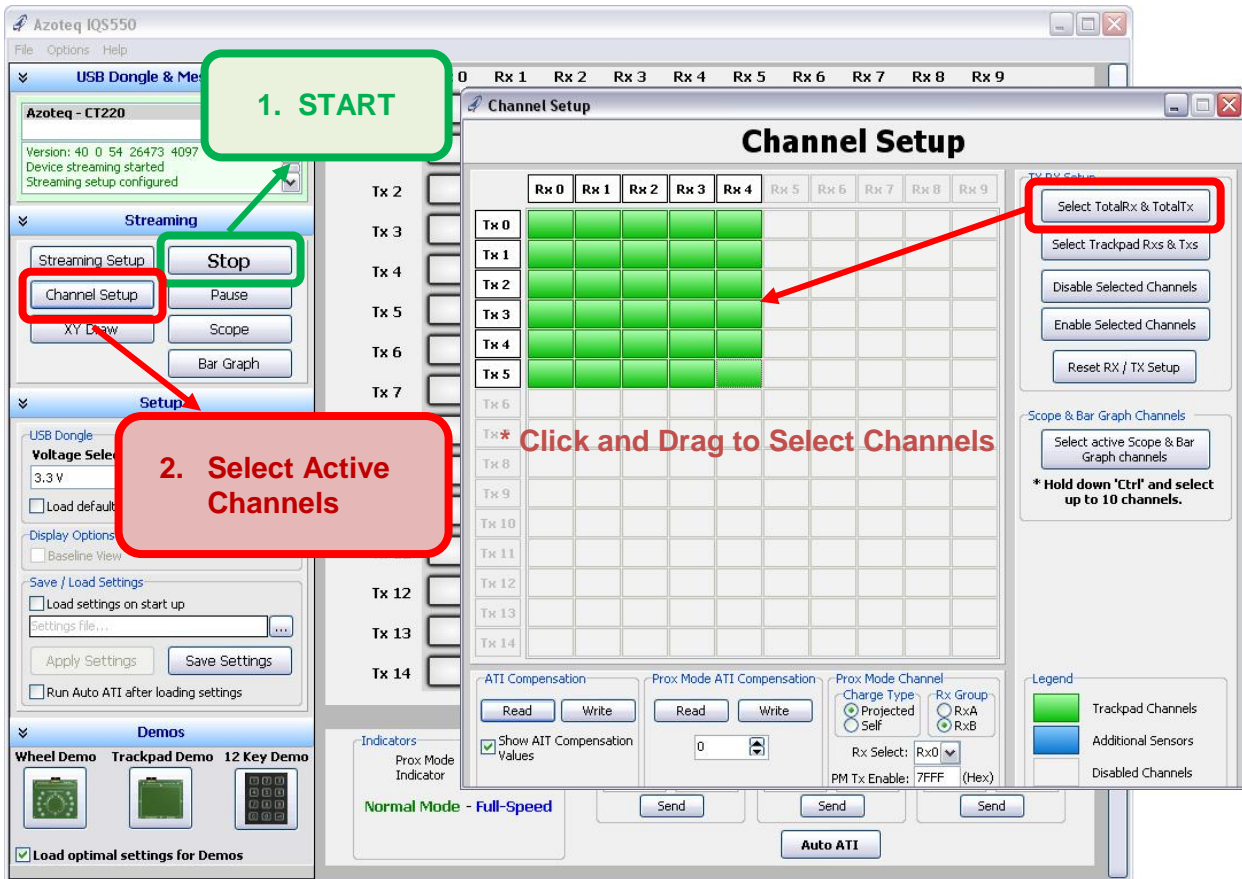 Azoteq IQS550
File Options Help
USB Dongle & Mes
Azoteq - CT220
Version: 40 0 54 26473 4097
Device streaming started
Streaming setup configured
1. START
Streaming
Streaming Setup
Stop
Channel Setup
Pause
XY Draw
Scope
Bar Graph
Setup
USB Dongle
Voltage Selec
3.3 V
Load default
2. Select Active
Channels
Display Options
Baseline View
Save / Load Settings
Load settings on start up
Settings file...
...
Apply Settings
Save Settings
Run Auto ATI after loading settings
Demos
Wheel Demo Trackpad Demo 12 Key Demo
Load optimal settings for Demos
0 Rx 1 Rx 2 Rx 3 Rx 4 Rx 5 Rx 6 Rx 7 Rx 8 Rx 9
Tx 2
Tx 3
Tx 4
Tx 5
Tx 6
Tx 7
Tx 12
Tx 13
Tx 14
Indicators
Prox Mode
Indicator
Normal Mode - Full-Speed
Send
Send
Send
Auto ATI
Channel Setup
Channel Setup
Rx 0 Rx 1 Rx 2 Rx 3 Rx 4 Rx 5 Rx 6 Rx 7 Rx 8 Rx 9
Tx 0
Tx 1
Tx 2
Tx 3
Tx 4
Tx 5
Tx 6
Tx
* Click and Drag to Select Channels
Tx 8
Tx 9
Tx 10
Tx 11
Tx 12
Tx 13
Tx 14
TX RX Setup
Select TotalRx & TotalTx
Select Trackpad Rxs & Txs
Disable Selected Channels
Enable Selected Channels
Reset RX / TX Setup
Scope & Bar Graph Channels
Select active Scope & Bar
Graph channels
* Hold down 'Ctrl' and select
up to 10 channels.
ATI Compensation
Read
Write
Show AIT Compensation
Values
Prox Mode ATI Compensation
Read
Write
0
Prox Mode Channel
Charge Type
Projected
Self
Rx Group
RxA
RxB
Rx Select: Rx0
PM Tx Enable: 7FFF (Hex)
Legend
Trackpad Channels
Additional Sensors
Disabled Channels